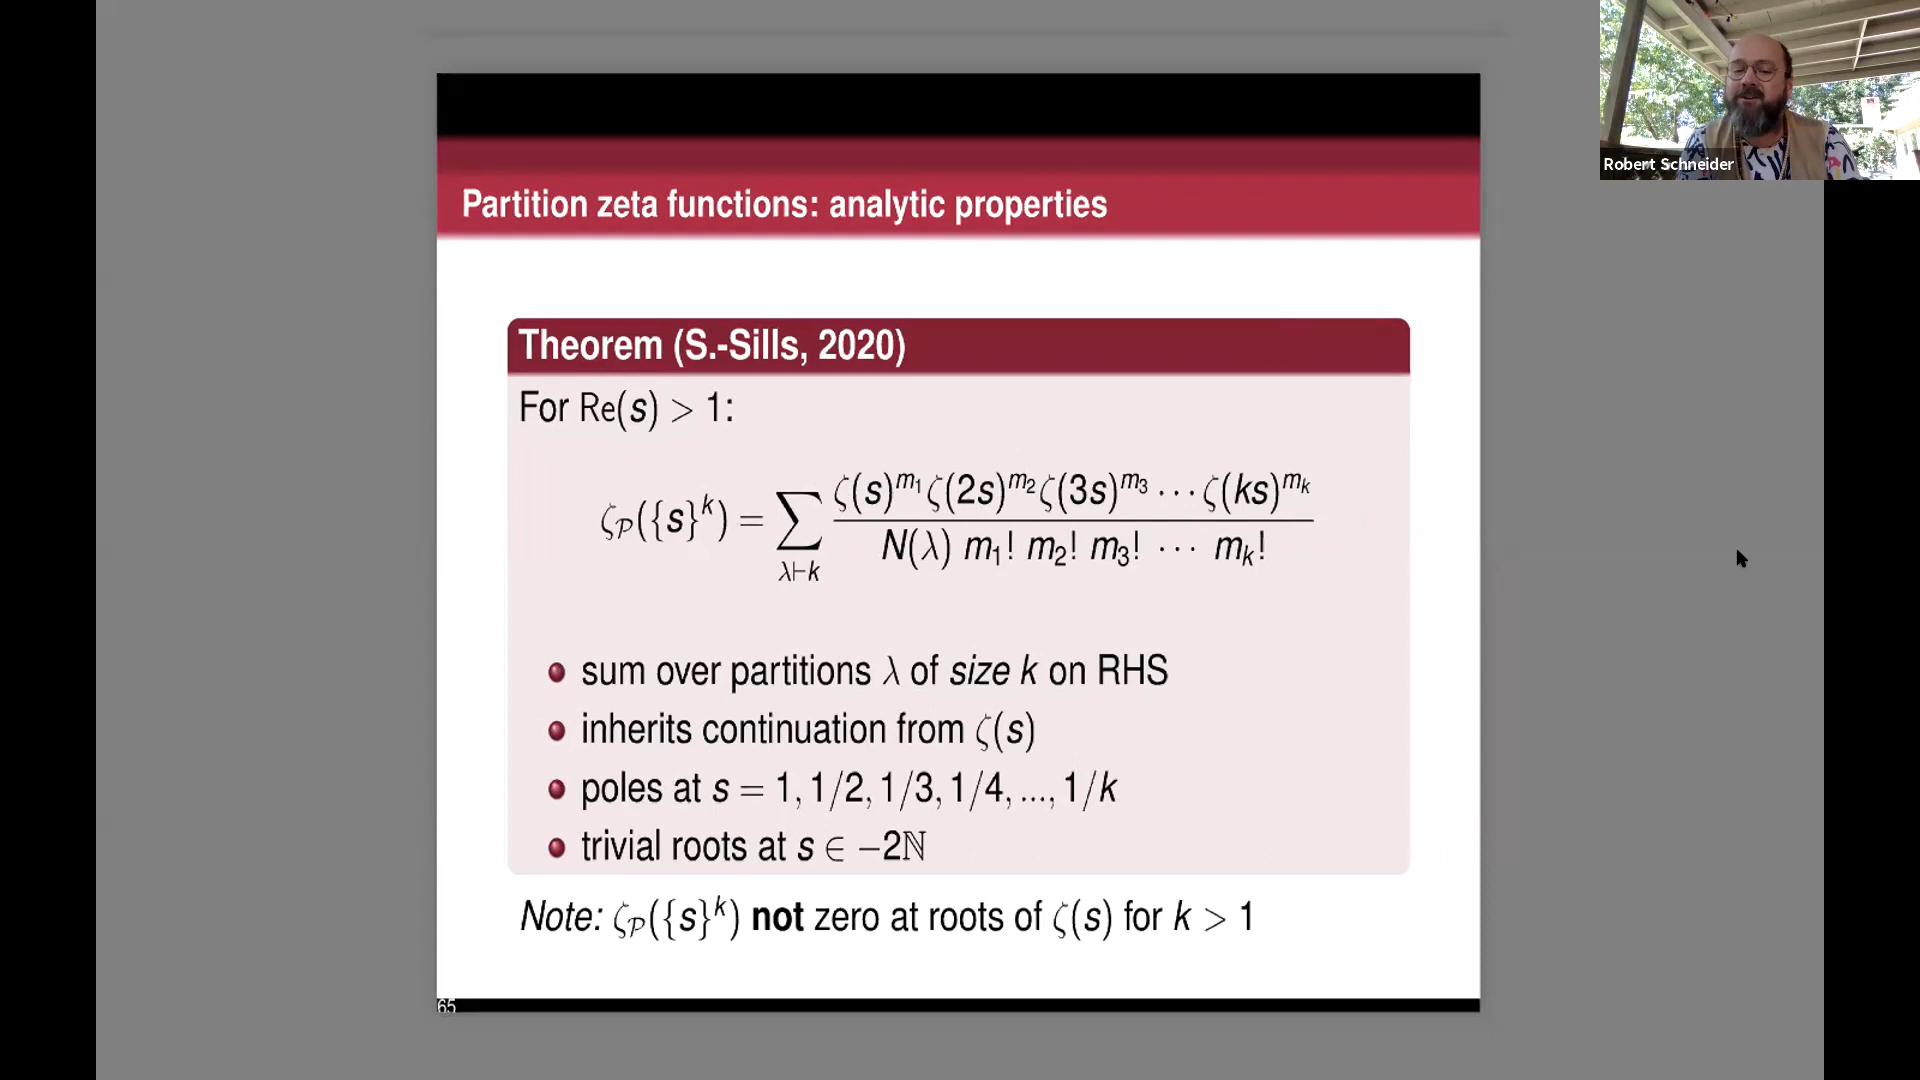 Robert Schneider
Partition zeta functions: analytic properties
Theorem (S.-Sills, 2020)
For Re(s) > 1:
ζ_𝒫({s}^k) = ∑_{λ⊢k} ζ(s)^{m_1} ζ(2s)^{m_2} ζ(3s)^{m_3} ⋯ ζ(ks)^{m_k} / N(λ) m_1! m_2! m_3! ⋯ m_k!
• sum over partitions λ of size k on RHS
• inherits continuation from ζ(s)
• poles at s = 1, 1/2, 1/3, 1/4, ..., 1/k
• trivial roots at s ∈ −2ℕ
Note: ζ_𝒫({s}^k) not zero at roots of ζ(s) for k > 1
65